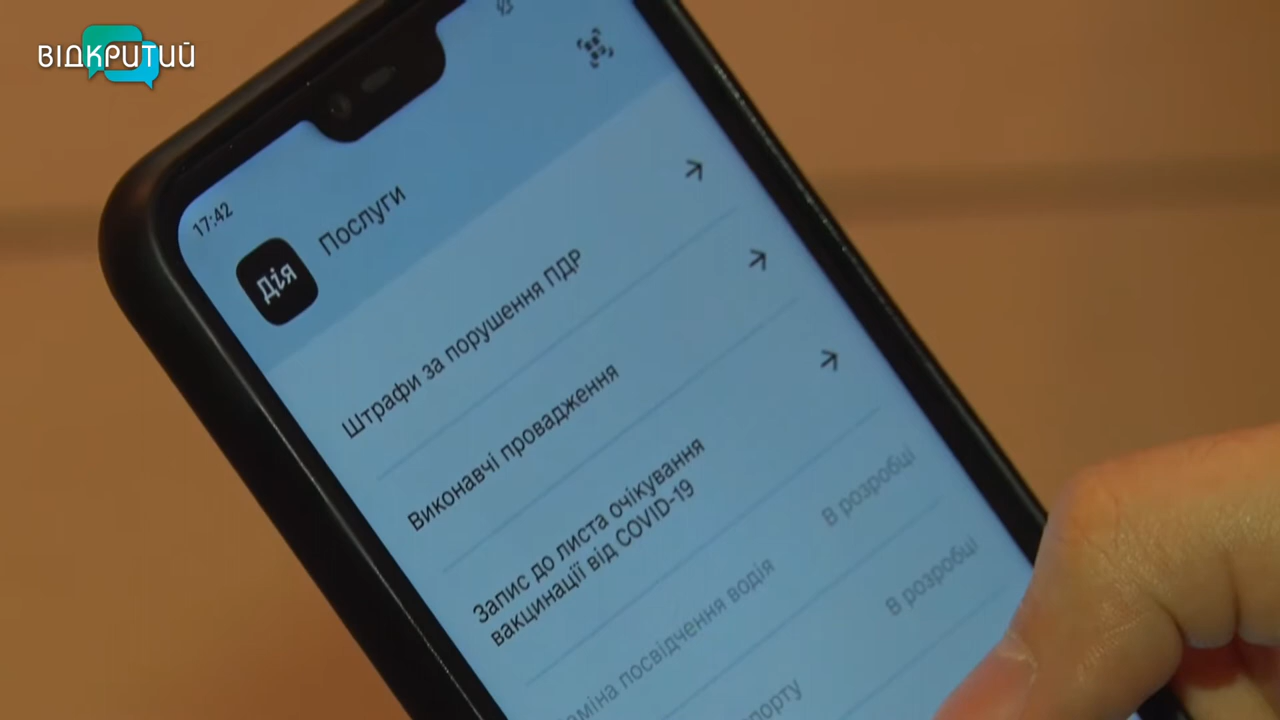 ВІДКРИТИЙ
17:42
Дія
Послуги
Штрафи за порушення ПДР
Виконавчі провадження
Запис до листа очікування
вакцинації від COVID-19
посвідчення водія
В розробці
В розробці